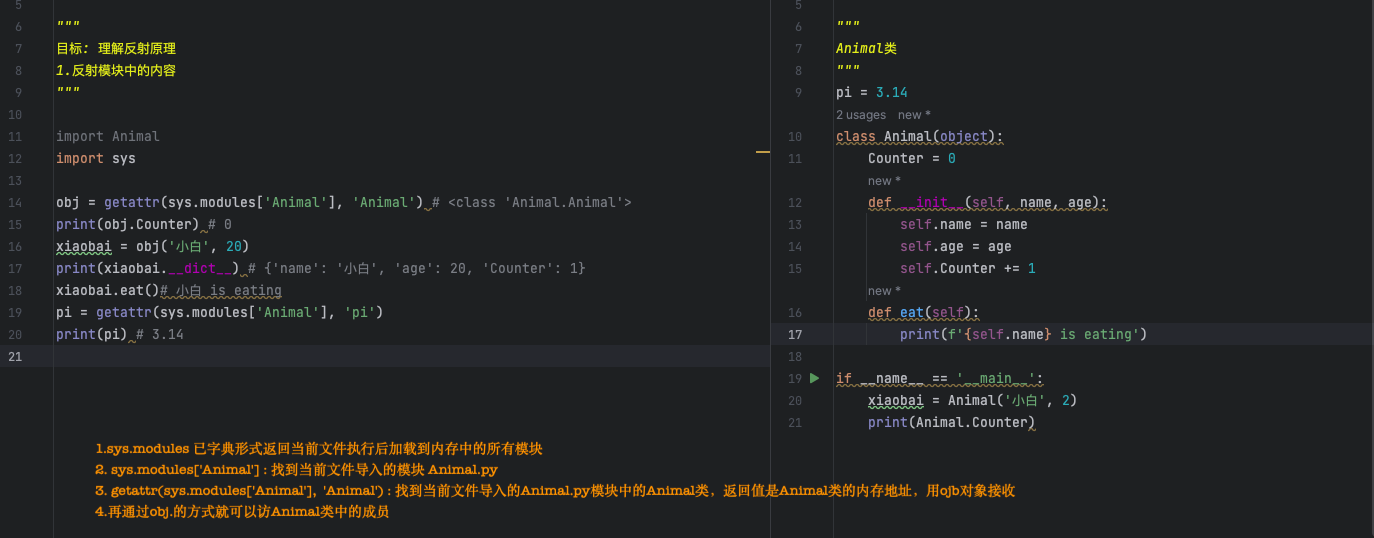 5
6 """
7 目标: 理解反射原理
8 1.反射模块中的内容
9 """
10
11 import Animal
12 import sys
13
14 obj = getattr(sys.modules['Animal'], 'Animal') # <class 'Animal.Animal'>
15 print(obj.Counter) # 0
16 xiaobai = obj('小白', 20)
17 print(xiaobai.__dict__) # {'name': '小白', 'age': 20, 'Counter': 1}
18 xiaobai.eat()# 小白 is eating
19 pi = getattr(sys.modules['Animal'], 'pi')
20 print(pi) # 3.14
21
1.sys.modules 已字典形式返回当前文件执行后加载到内存中的所有模块
2. sys.modules['Animal'] : 找到当前文件导入的模块 Animal.py
3. getattr(sys.modules['Animal'], 'Animal') : 找到当前文件导入的Animal.py模块中的Animal类，返回值是Animal类的内存地址，用ojb对象接收
4.再通过obj.的方式就可以访Animal类中的成员
5
6 """
7 Animal类
8 """
9 pi = 3.14
2 usages new *
10 class Animal(object):
11 Counter = 0
new *
12 def __init__(self, name, age):
13 self.name = name
14 self.age = age
15 self.Counter += 1
new *
16 def eat(self):
17 print(f'{self.name} is eating')
18
19 if __name__ == '__main__':
20 xiaobai = Animal('小白', 2)
21 print(Animal.Counter)